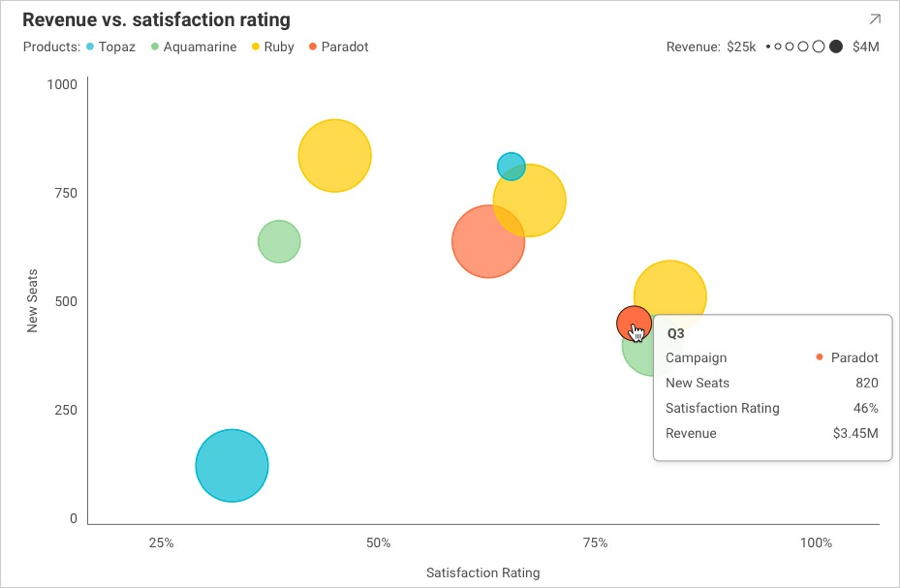 Revenue vs. satisfaction rating
Products: Topaz Aquamarine Ruby Paradot
Revenue: $25k $4M
1000
750
500
250
0
New Seats
Q3
Campaign Paradot
New Seats 820
Satisfaction Rating 46%
Revenue $3.45M
25% 50% 75% 100%
Satisfaction Rating